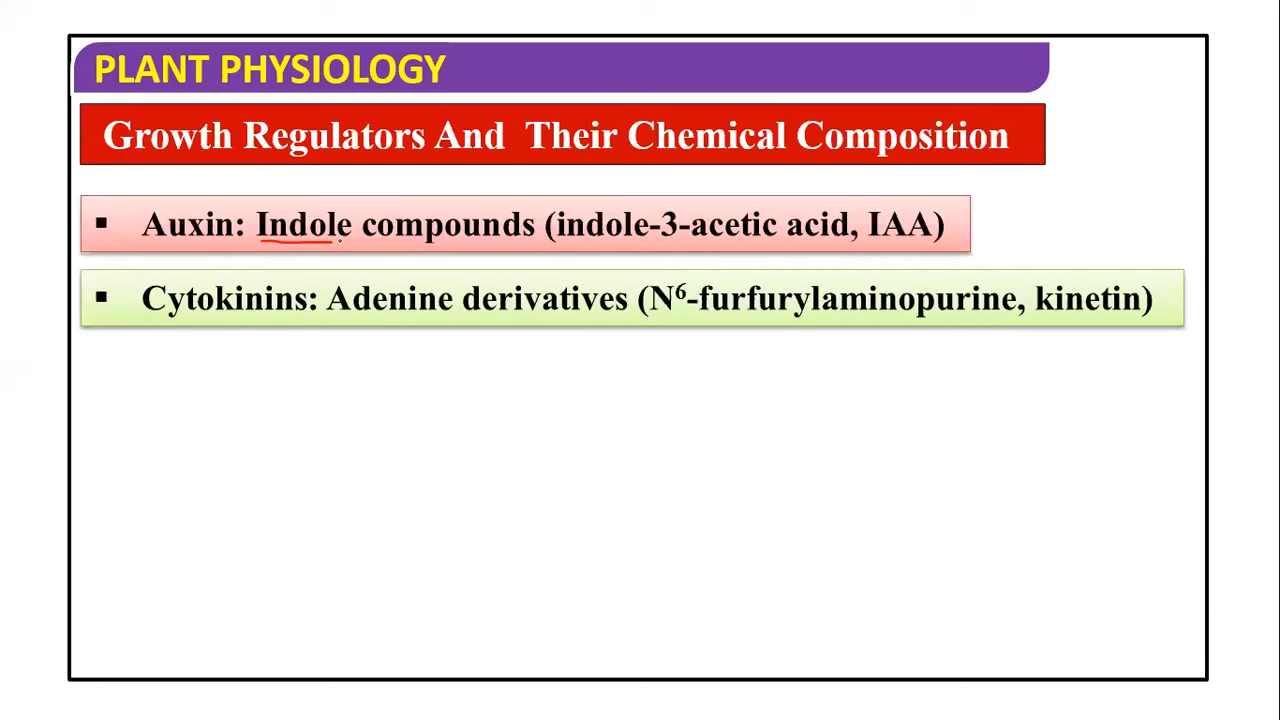 PLANT PHYSIOLOGY
Growth Regulators And Their Chemical Composition
▪ Auxin: Indole compounds (indole-3-acetic acid, IAA)
▪ Cytokinins: Adenine derivatives (N⁶-furfurylaminopurine, kinetin)